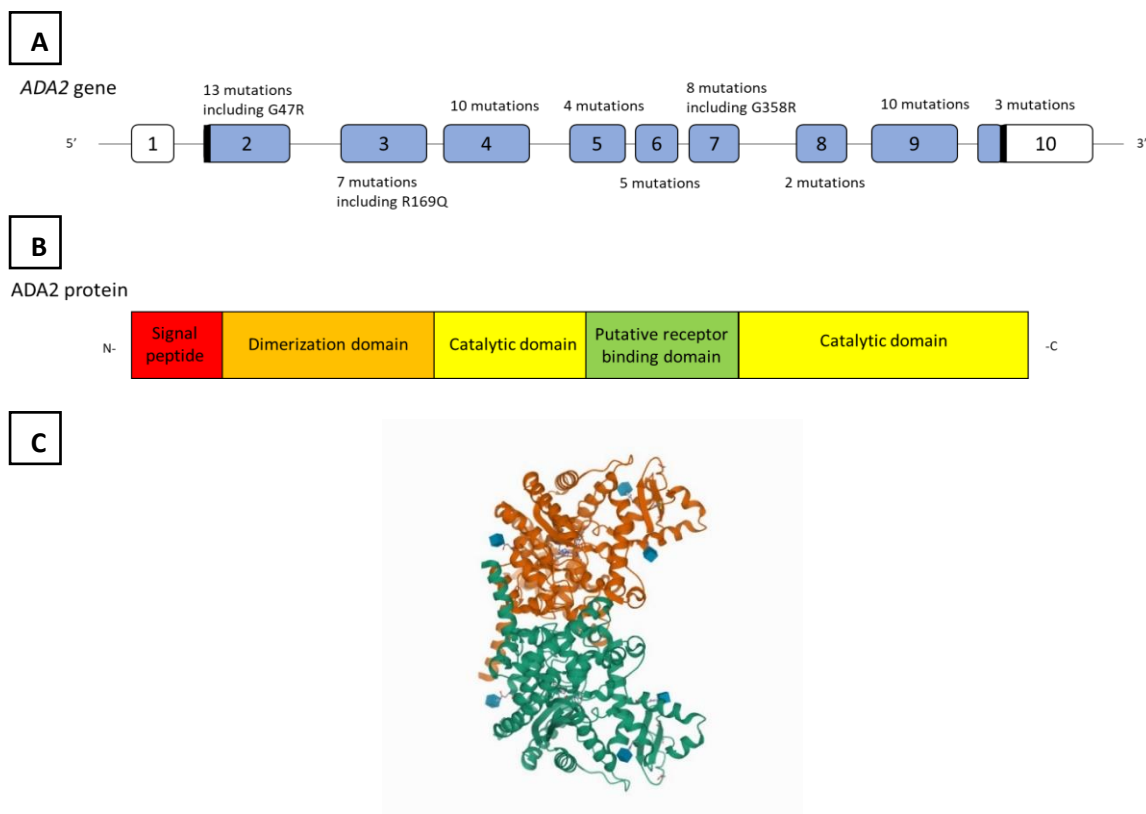 A
ADA2 gene
13 mutations
including G47R
10 mutations
4 mutations
8 mutations
including G358R
10 mutations
3 mutations
5′
1
2
3
4
5
6
7
8
9
10
3′
7 mutations
including R169Q
5 mutations
2 mutations
B
ADA2 protein
N-
Signal
peptide
Dimerization domain
Catalytic domain
Putative receptor
binding domain
Catalytic domain
-C
C